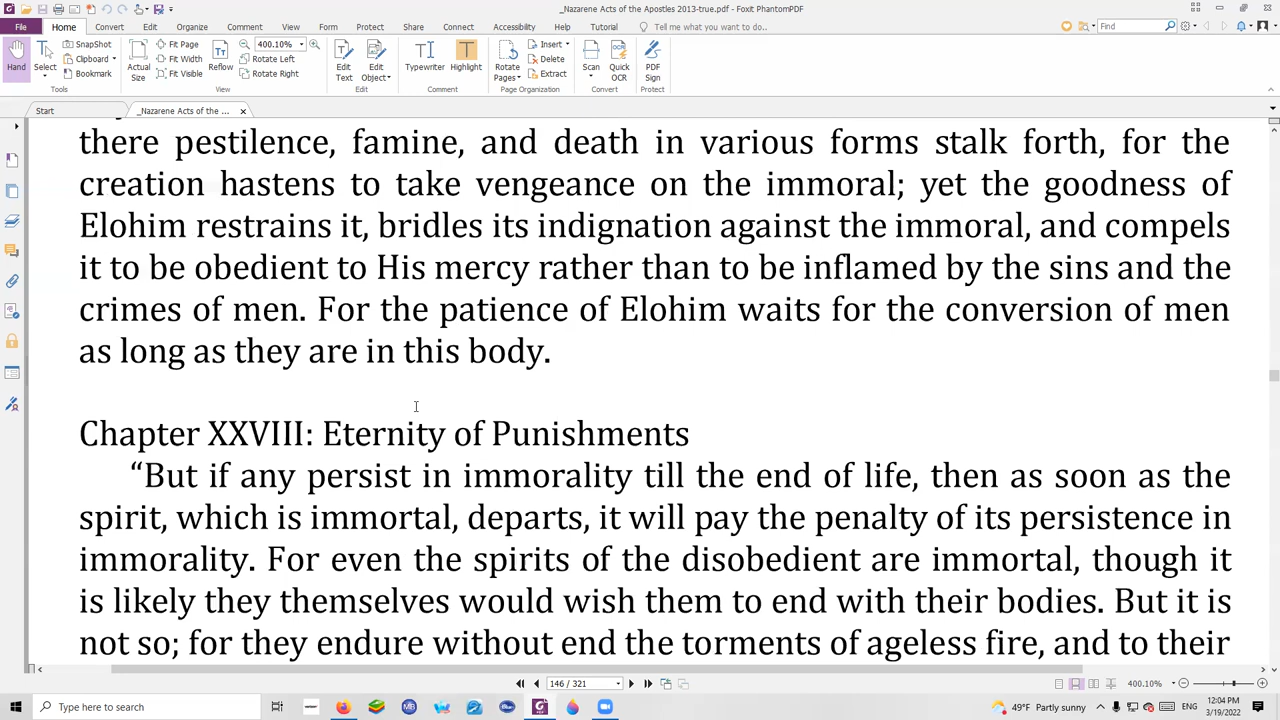 _Nazarene Acts of the Apostles 2013-true.pdf - Foxit PhantomPDF
File Home Convert Edit Organize Comment View Form Protect Share Connect Accessibility Help Tutorial Tell me what you want to do... Find
SnapShot Fit Page 400.10% Insert
Clipboard Fit Width Rotate Left Delete
Bookmark Fit Visible Rotate Right Extract
Hand Select Actual Size Reflow Edit Text Edit Object Typewriter Highlight Rotate Pages Scan Quick OCR PDF Sign
Tools View Edit Comment Page Organization Convert Protect
Start _Nazarene Acts of the ...
there pestilence, famine, and death in various forms stalk forth, for the
creation hastens to take vengeance on the immoral; yet the goodness of
Elohim restrains it, bridles its indignation against the immoral, and compels
it to be obedient to His mercy rather than to be inflamed by the sins and the
crimes of men. For the patience of Elohim waits for the conversion of men
as long as they are in this body.
Chapter XXVIII: Eternity of Punishments
“But if any persist in immorality till the end of life, then as soon as the
spirit, which is immortal, departs, it will pay the penalty of its persistence in
immorality. For even the spirits of the disobedient are immortal, though it
is likely they themselves would wish them to end with their bodies. But it is
not so; for they endure without end the torments of ageless fire, and to their
146 / 321 400.10%
Type here to search 49°F Partly sunny ENG 12:04 PM
3/19/2022